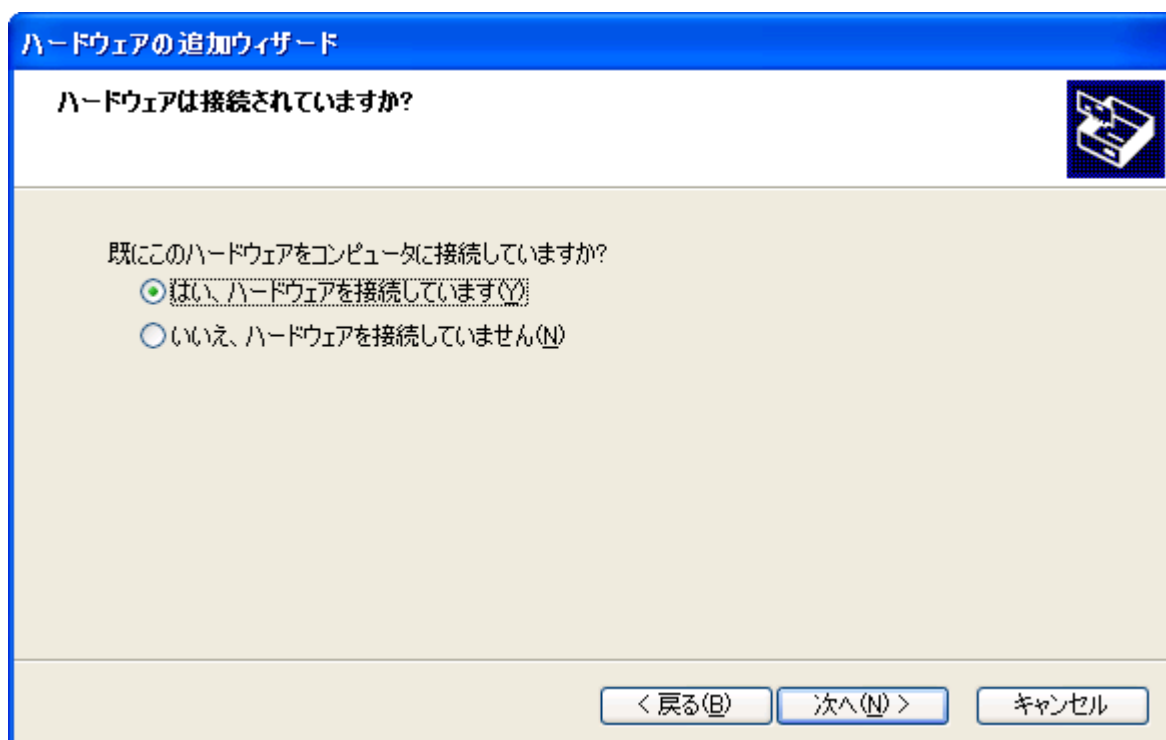 ハードウェアの追加ウィザード
ハードウェアは接続されていますか?
既にこのハードウェアをコンピュータに接続していますか?
はい、ハードウェアを接続しています(Y)
いいえ、ハードウェアを接続していません(N)
< 戻る(B) 次へ(N) > キャンセル